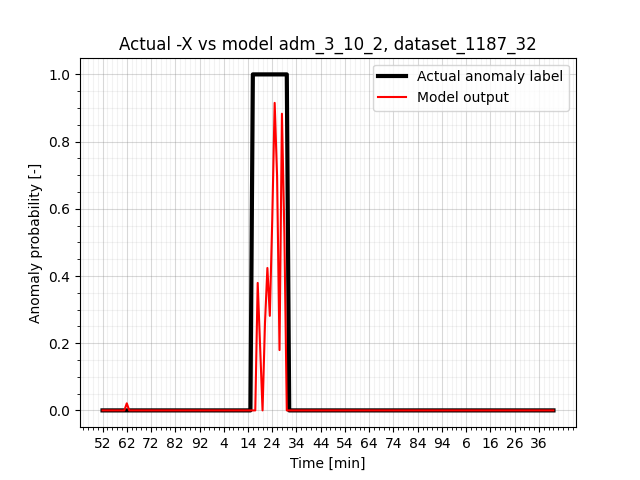 Actual -X vs model adm_3_10_2, dataset_1187_32
Actual anomaly label
Model output
Anomaly probability [-]
1.0
0.8
0.6
0.4
0.2
0.0
52 62 72 82 92 4 14 24 34 44 54 64 74 84 94 6 16 26 36
Time [min]